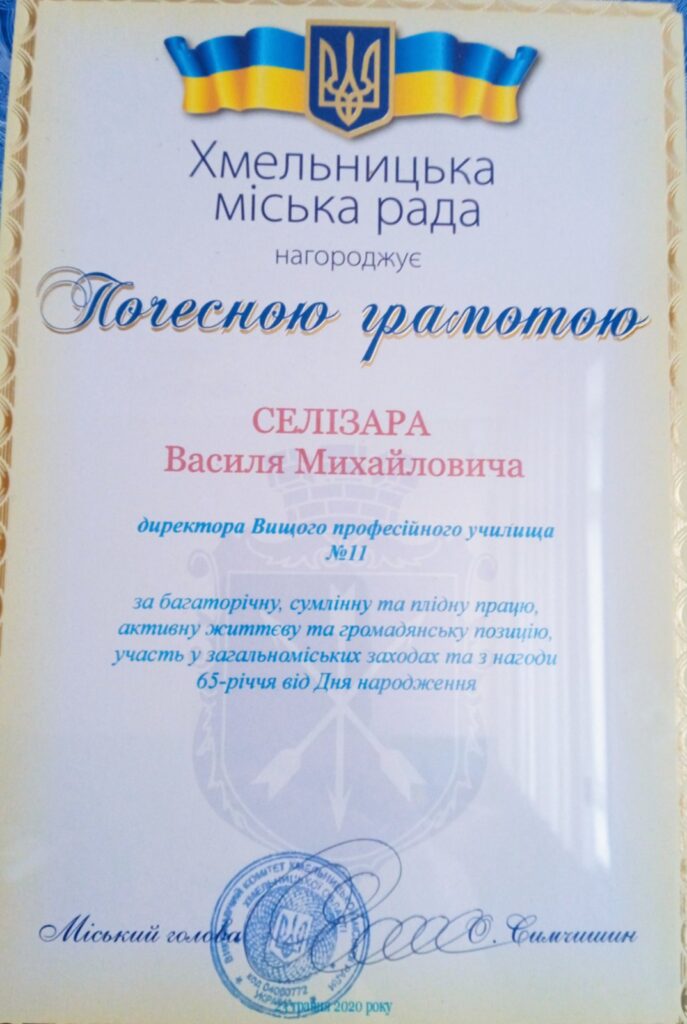 Хмельницька
міська рада
нагороджує
Почесною грамотою
СЕЛІЗАРА
Василя Михайловича
директора Вищого професійного училища
№11
за багаторічну, сумлінну та плідну працю,
активну життєву та громадянську позицію,
участь у загальноміських заходах та з нагоди
65-річчя від Дня народження
Міський голова О. Симчишин
код 04060772
травня 2020 року